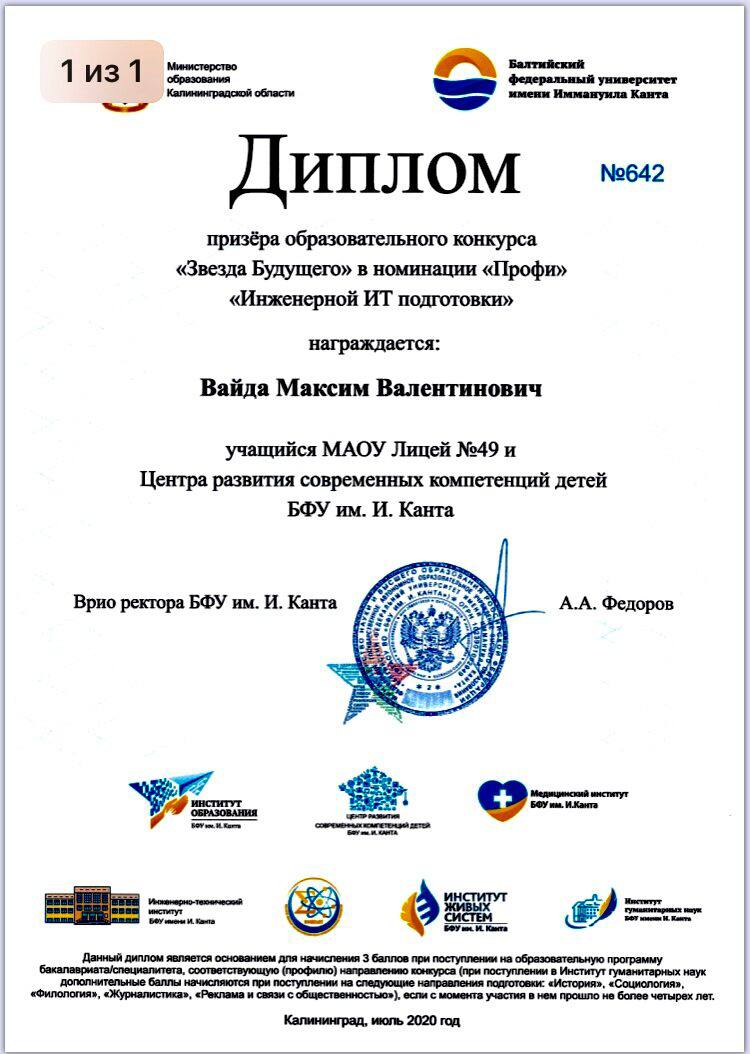 1 из 1
Министерство
образования
Калининградской области
Балтийский
федеральный университет
имени Иммануила Канта
Диплом
№642
призёра образовательного конкурса
«Звезда Будущего» в номинации «Профи»
«Инженерной ИТ подготовки»
награждается:
Вайда Максим Валентинович
учащийся МАОУ Лицей №49 и
Центра развития современных компетенций детей
БФУ им. И. Канта
Врио ректора БФУ им. И. Канта
А.А. Федоров
ИНСТИТУТ
ОБРАЗОВАНИЯ
БФУ им. И. Канта
ЦЕНТР РАЗВИТИЯ
СОВРЕМЕННЫХ КОМПЕТЕНЦИЙ ДЕТЕЙ
БФУ им. И. КАНТА
Медицинский институт
БФУ им. И.Канта
Инженерно-технический
институт
БФУ имени И. Канта
ИНСТИТУТ
ЖИВЫХ
СИСТЕМ
БФУ им. И. Канта
Институт
гуманитарных наук
БФУ имени И. Канта
Данный диплом является основанием для начисления 3 баллов при поступлении на образовательную программу
бакалавриата/специалитета, соответствующую (профилю) направлению конкурса (при поступлении в Институт гуманитарных наук
дополнительные баллы начисляются при поступлении на следующие направления подготовки: «История», «Социология»,
«Филология», «Журналистика», «Реклама и связи с общественностью»), если с момента участия в нем прошло не более четырех лет.
Калининград, июль 2020 год